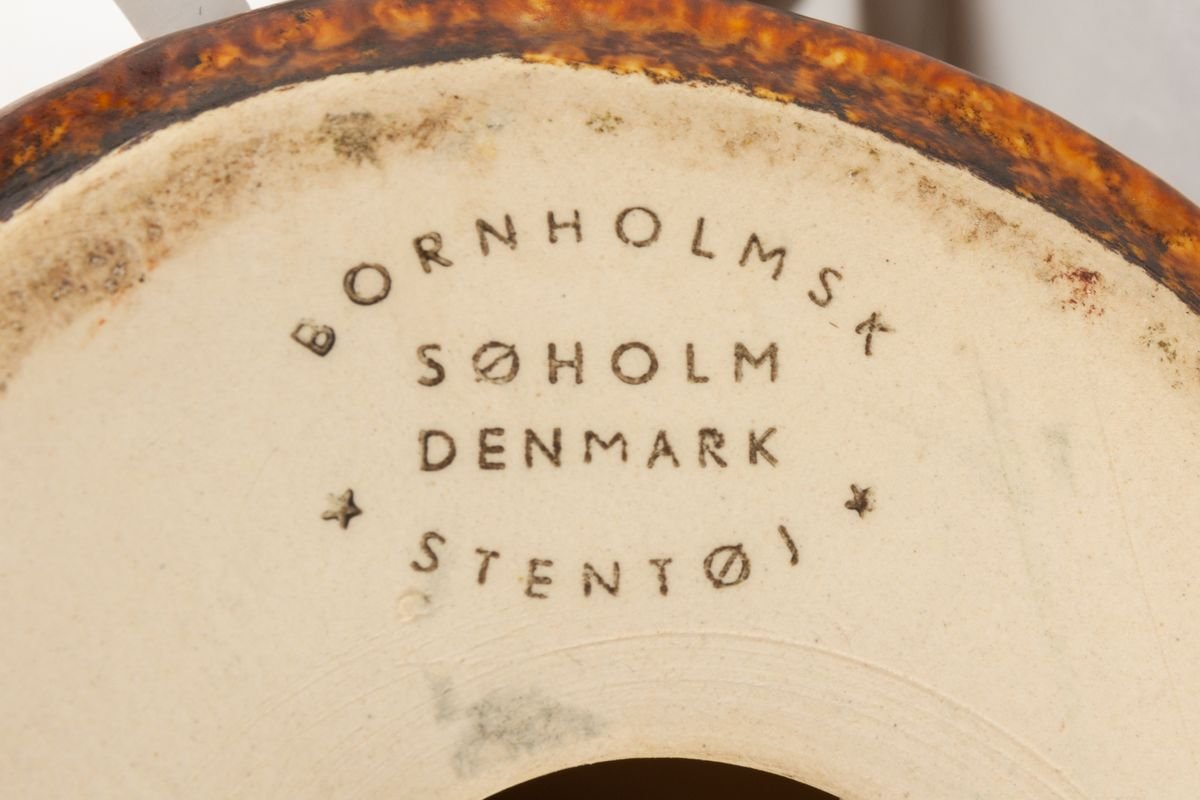 BORNHOLMSK
SØHOLM
DENMARK
★ STENTØJ ★